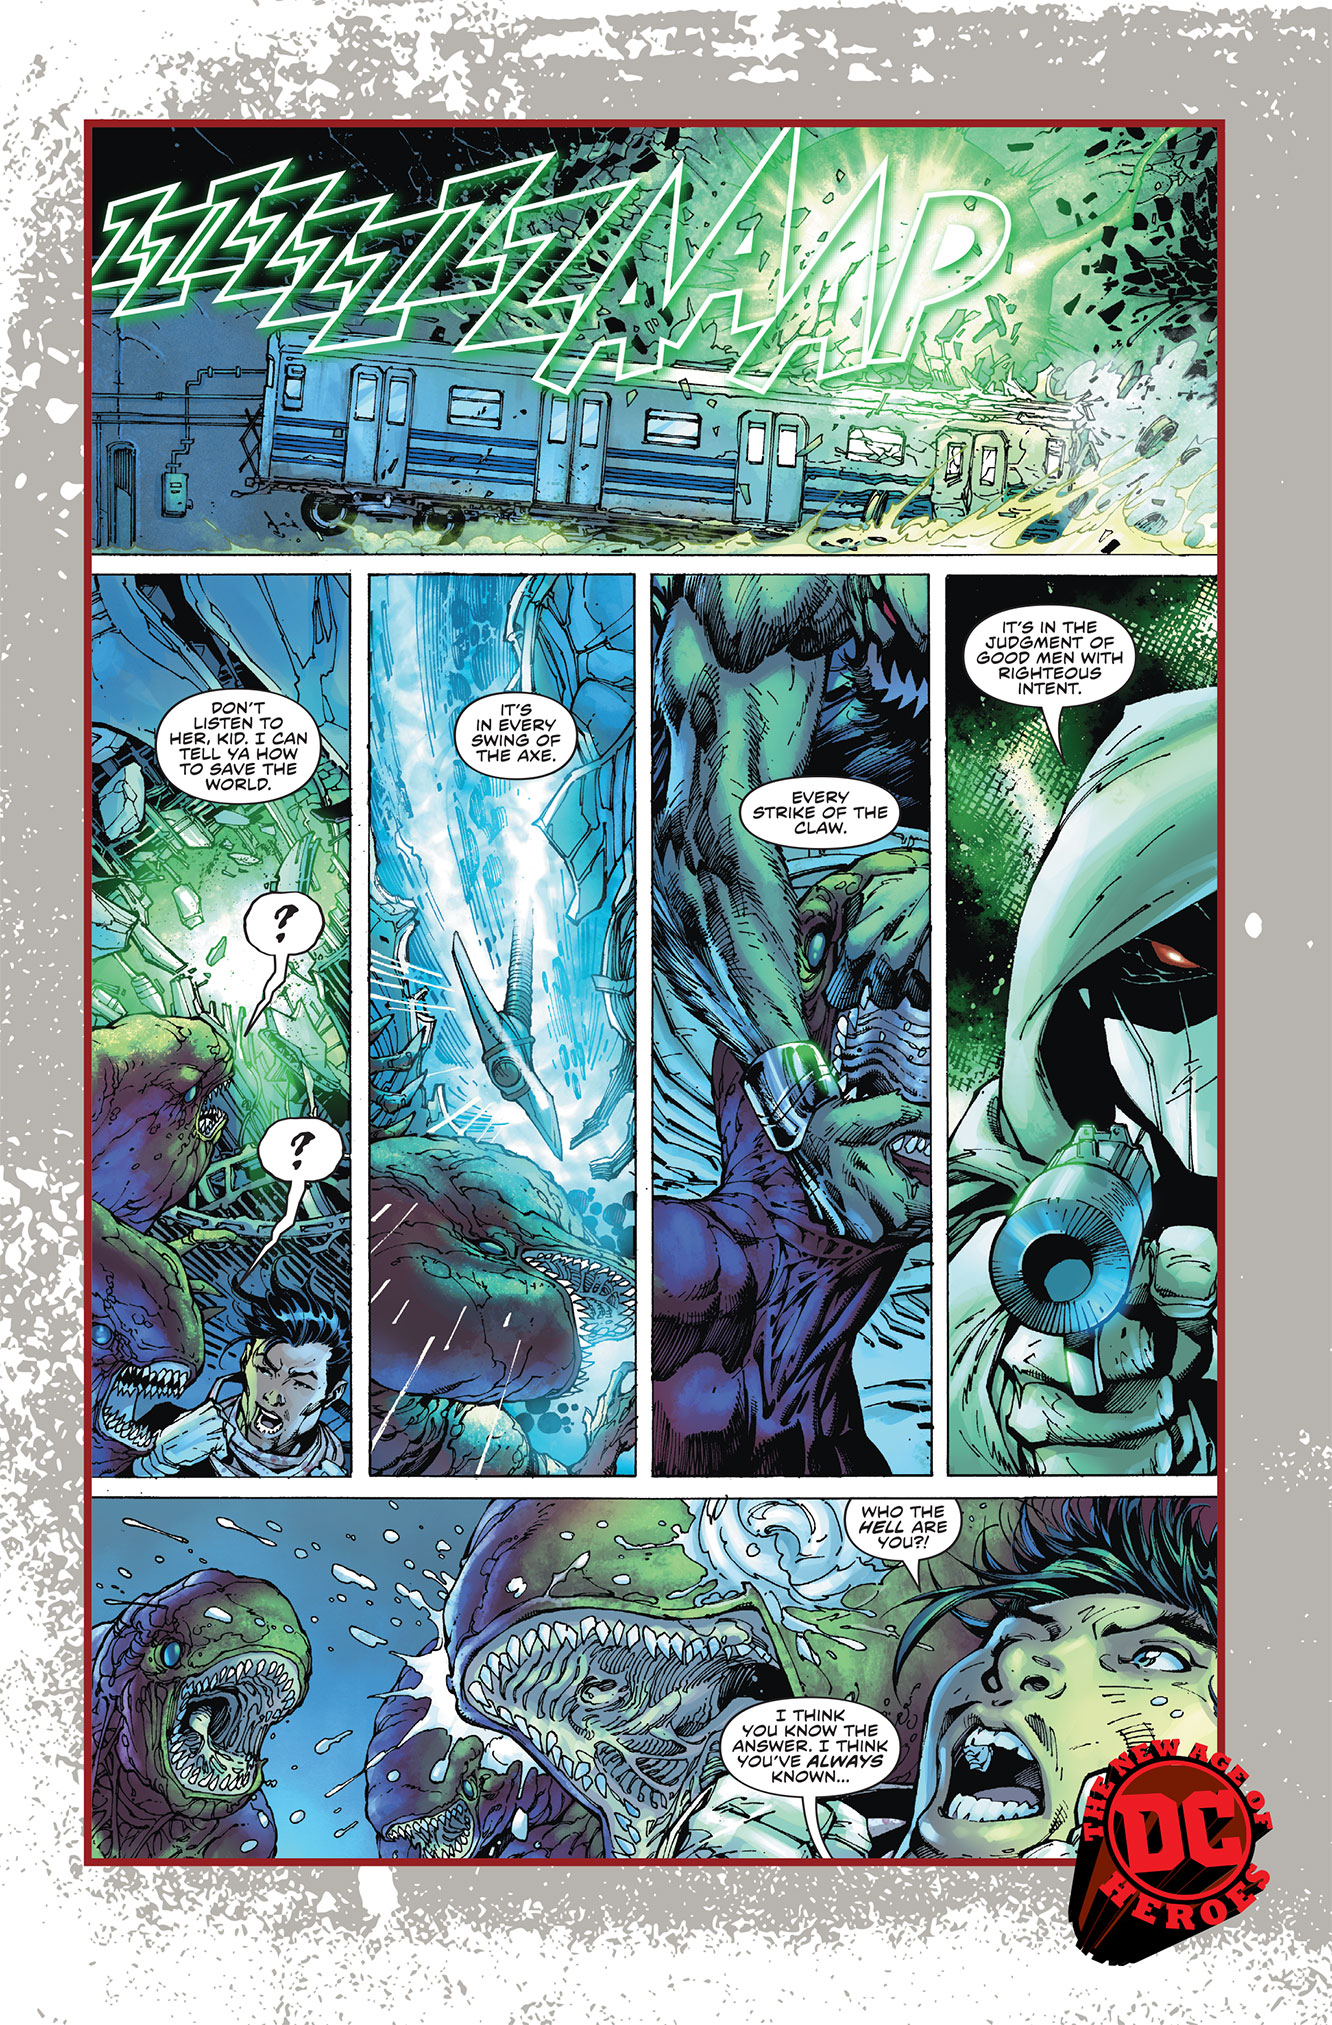 ZZZZZZZZAAAAP
DON'T
LISTEN TO
HER, KID. I CAN
TELL YA HOW
TO SAVE THE
WORLD.
?
?
IT'S
IN EVERY
SWING OF
THE AXE.
EVERY
STRIKE OF THE
CLAW.
IT'S IN THE
JUDGMENT OF
GOOD MEN WITH
RIGHTEOUS
INTENT.
WHO THE
HELL ARE
YOU?!
I THINK
YOU KNOW THE
ANSWER. I THINK
YOU'VE ALWAYS
KNOWN...
THE NEW AGE OF
DC
HEROES